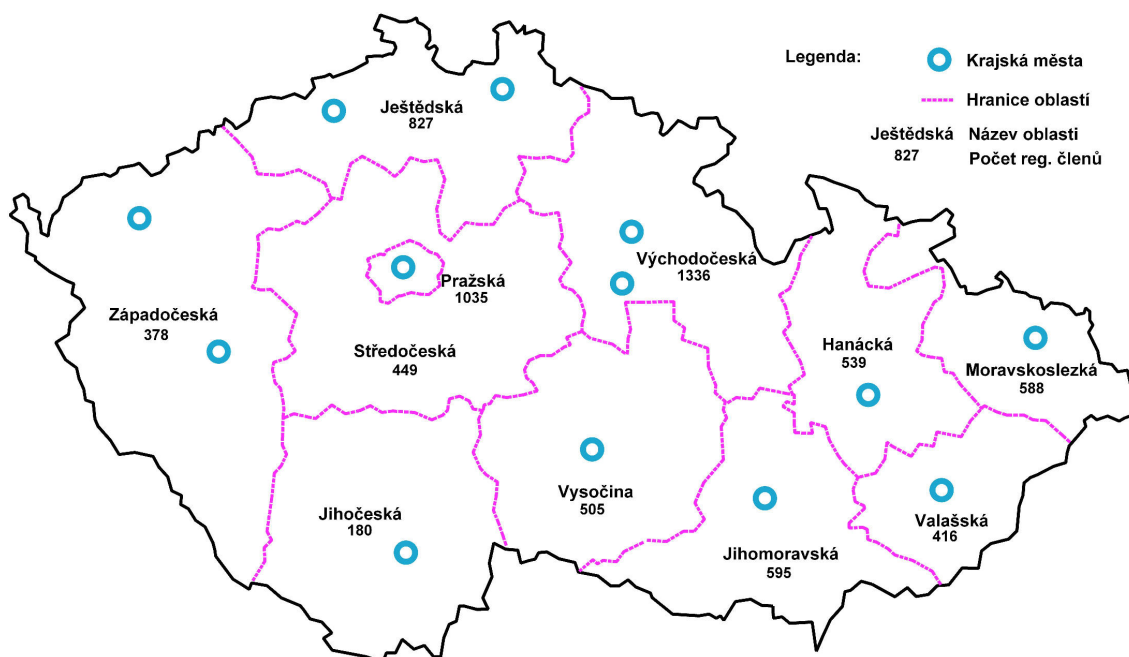 Legenda:
Krajská města
Hranice oblastí
Ještědská
827
Název oblasti
Počet reg. členů
Ještědská
827
Východočeská
1336
Pražská
1035
Západočeská
378
Středočeská
449
Hanácká
539
Moravskoslezká
588
Vysočina
505
Jihočeská
180
Valašská
416
Jihomoravská
595